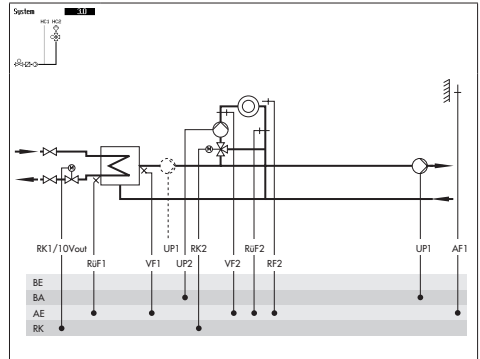 System 3.0
HC1 HC2
M
M
RK1/10Vout UP1 RK2 RüF2 UP1 AF1
RüF1 VF1 UP2 VF2 RF2
BE
BA
AE
RK